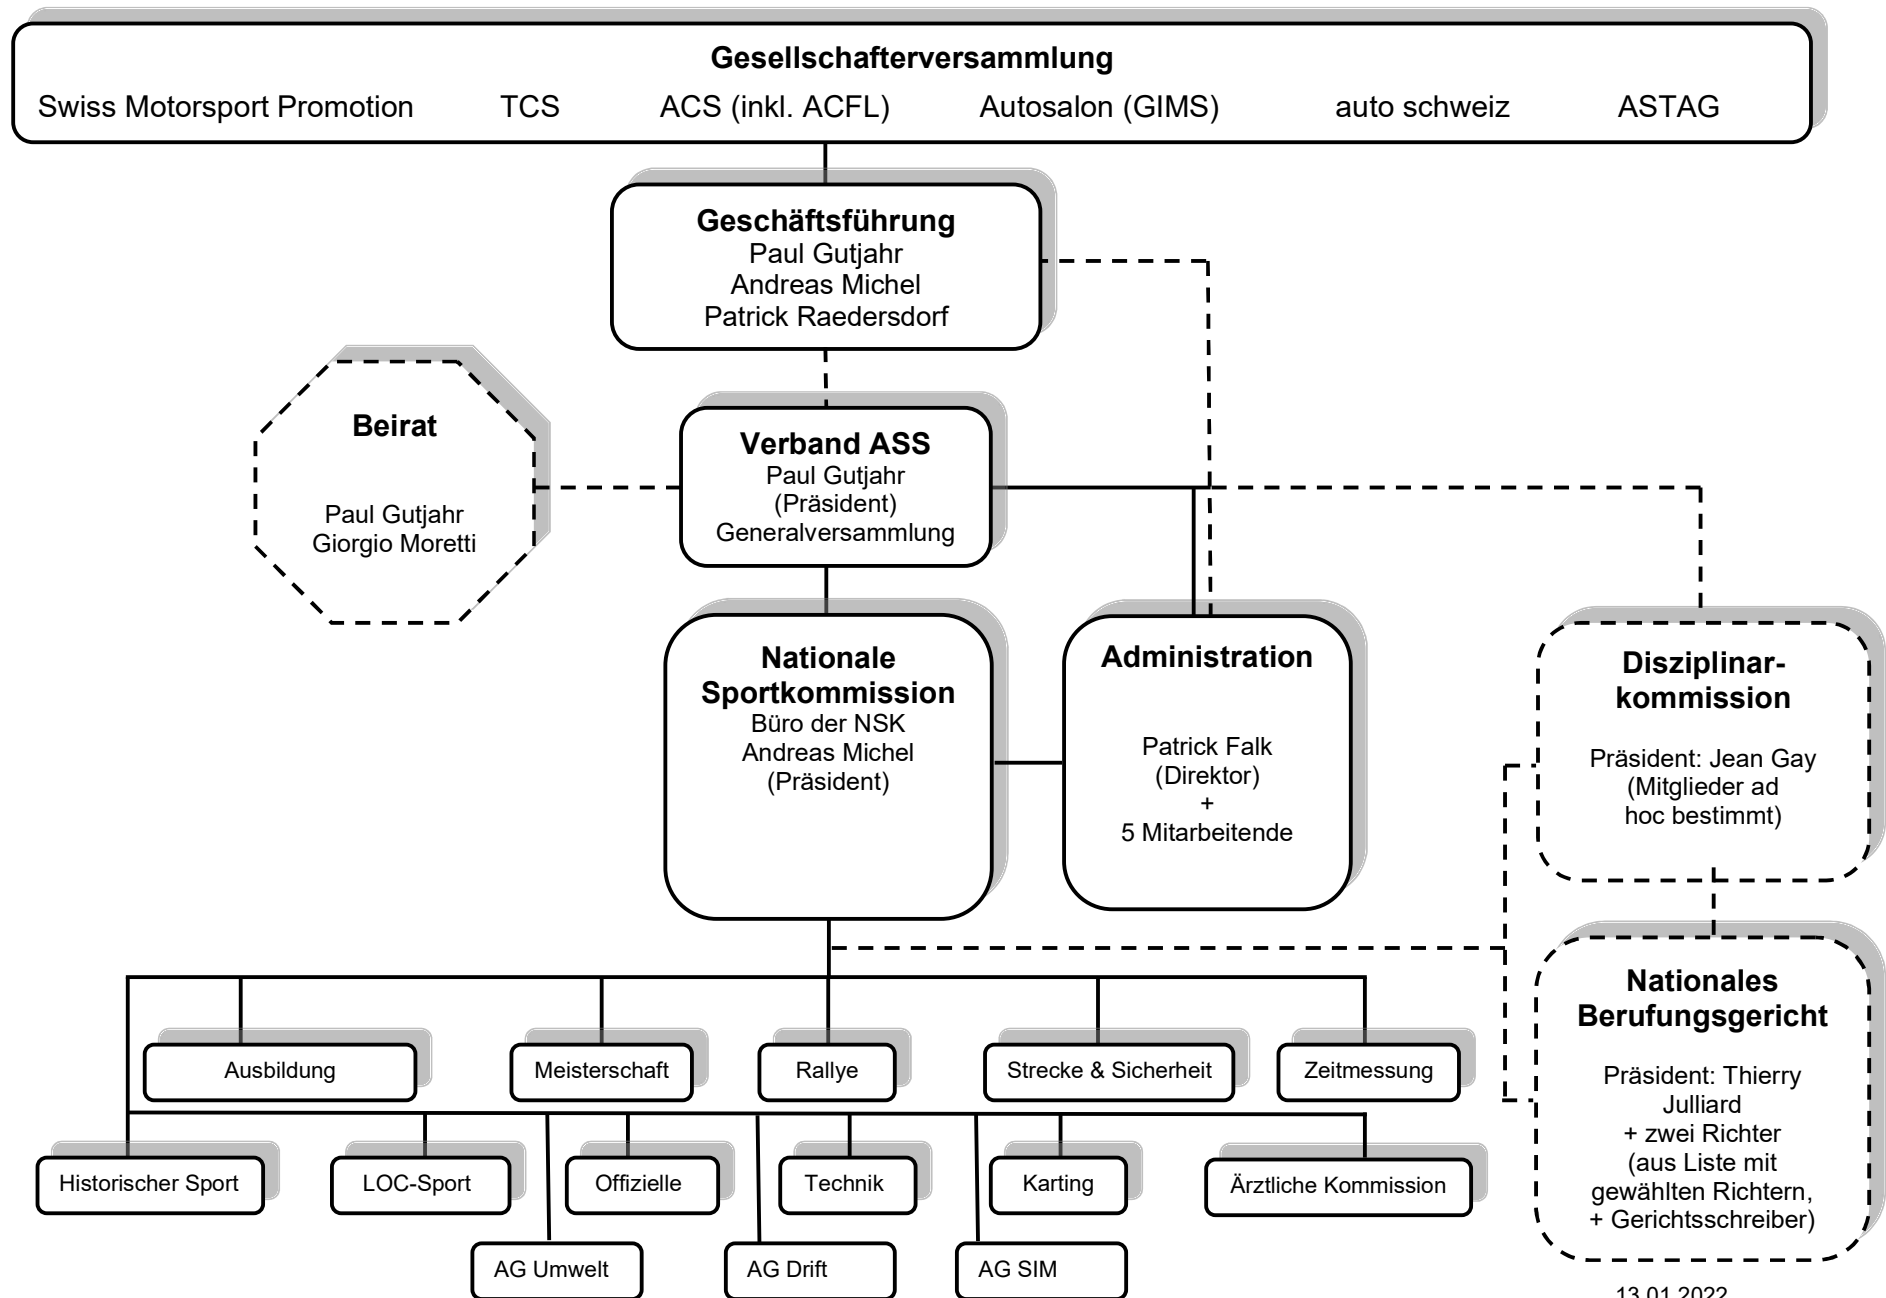 Gesellschafterversammlung
Swiss Motorsport Promotion TCS ACS (inkl. ACFL) Autosalon (GIMS) auto schweiz ASTAG
Geschäftsführung
Paul Gutjahr
Andreas Michel
Patrick Raedersdorf
Beirat
Paul Gutjahr
Giorgio Moretti
Verband ASS
Paul Gutjahr
(Präsident)
Generalversammlung
Nationale
Sportkommission
Büro der NSK
Andreas Michel
(Präsident)
Administration
Patrick Falk
(Direktor)
+
5 Mitarbeitende
Disziplinar-
kommission
Präsident: Jean Gay
(Mitglieder ad
hoc bestimmt)
Nationales
Berufungsgericht
Präsident: Thierry
Julliard
+ zwei Richter
(aus Liste mit
gewählten Richtern,
+ Gerichtsschreiber)
Ausbildung
Meisterschaft
Rallye
Strecke & Sicherheit
Zeitmessung
Historischer Sport
LOC-Sport
Offizielle
Technik
Karting
Ärztliche Kommission
AG Umwelt
AG Drift
AG SIM
13.01.2022